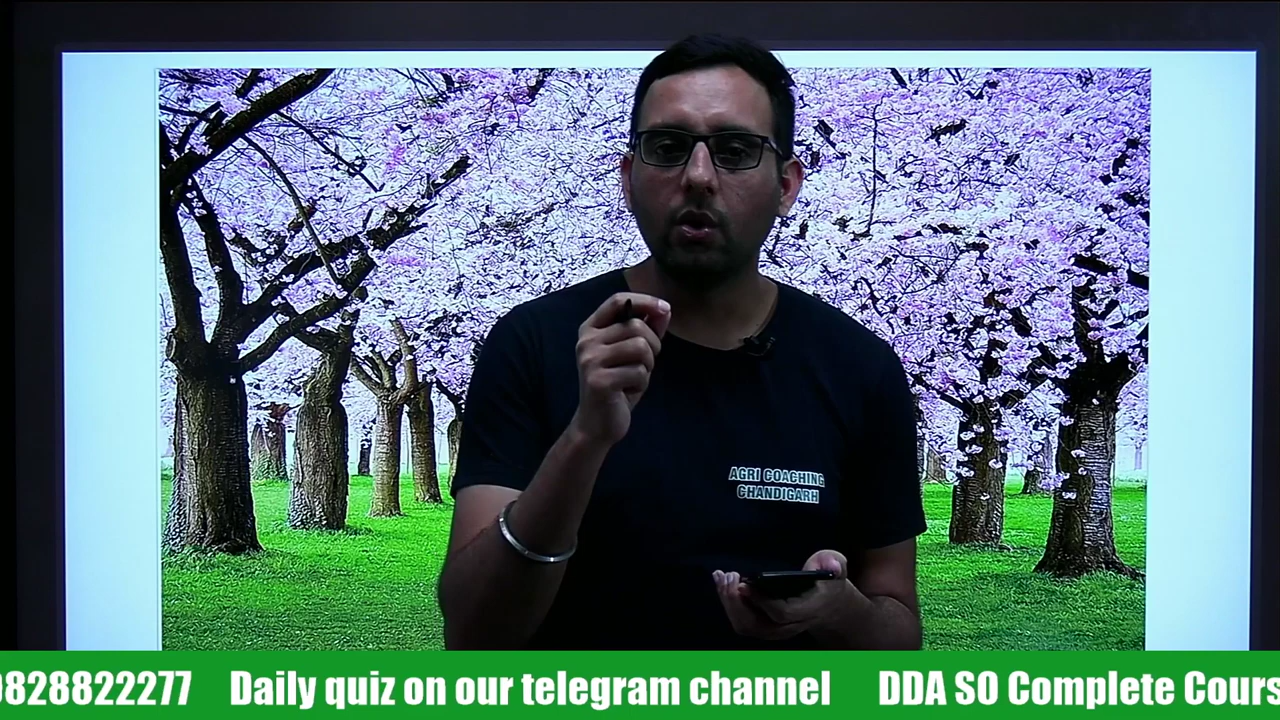 AGRI COACHING
CHANDIGARH
9828822277 Daily quiz on our telegram channel DDA SO Complete Cours